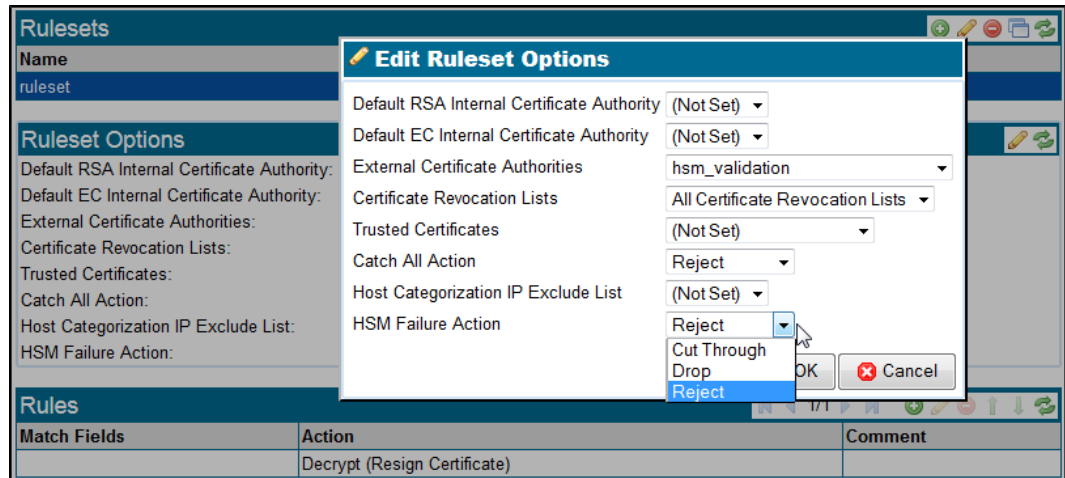 Rulesets
Name
ruleset
Edit Ruleset Options
Default RSA Internal Certificate Authority (Not Set)
Default EC Internal Certificate Authority (Not Set)
External Certificate Authorities hsm_validation
Certificate Revocation Lists All Certificate Revocation Lists
Trusted Certificates (Not Set)
Catch All Action Reject
Host Categorization IP Exclude List (Not Set)
HSM Failure Action Reject
Cut Through
Drop
Reject
OK Cancel
Ruleset Options
Default RSA Internal Certificate Authority:
Default EC Internal Certificate Authority:
External Certificate Authorities:
Certificate Revocation Lists:
Trusted Certificates:
Catch All Action:
Host Categorization IP Exclude List:
HSM Failure Action:
Rules 1/1
Match Fields Action Comment
Decrypt (Resign Certificate)